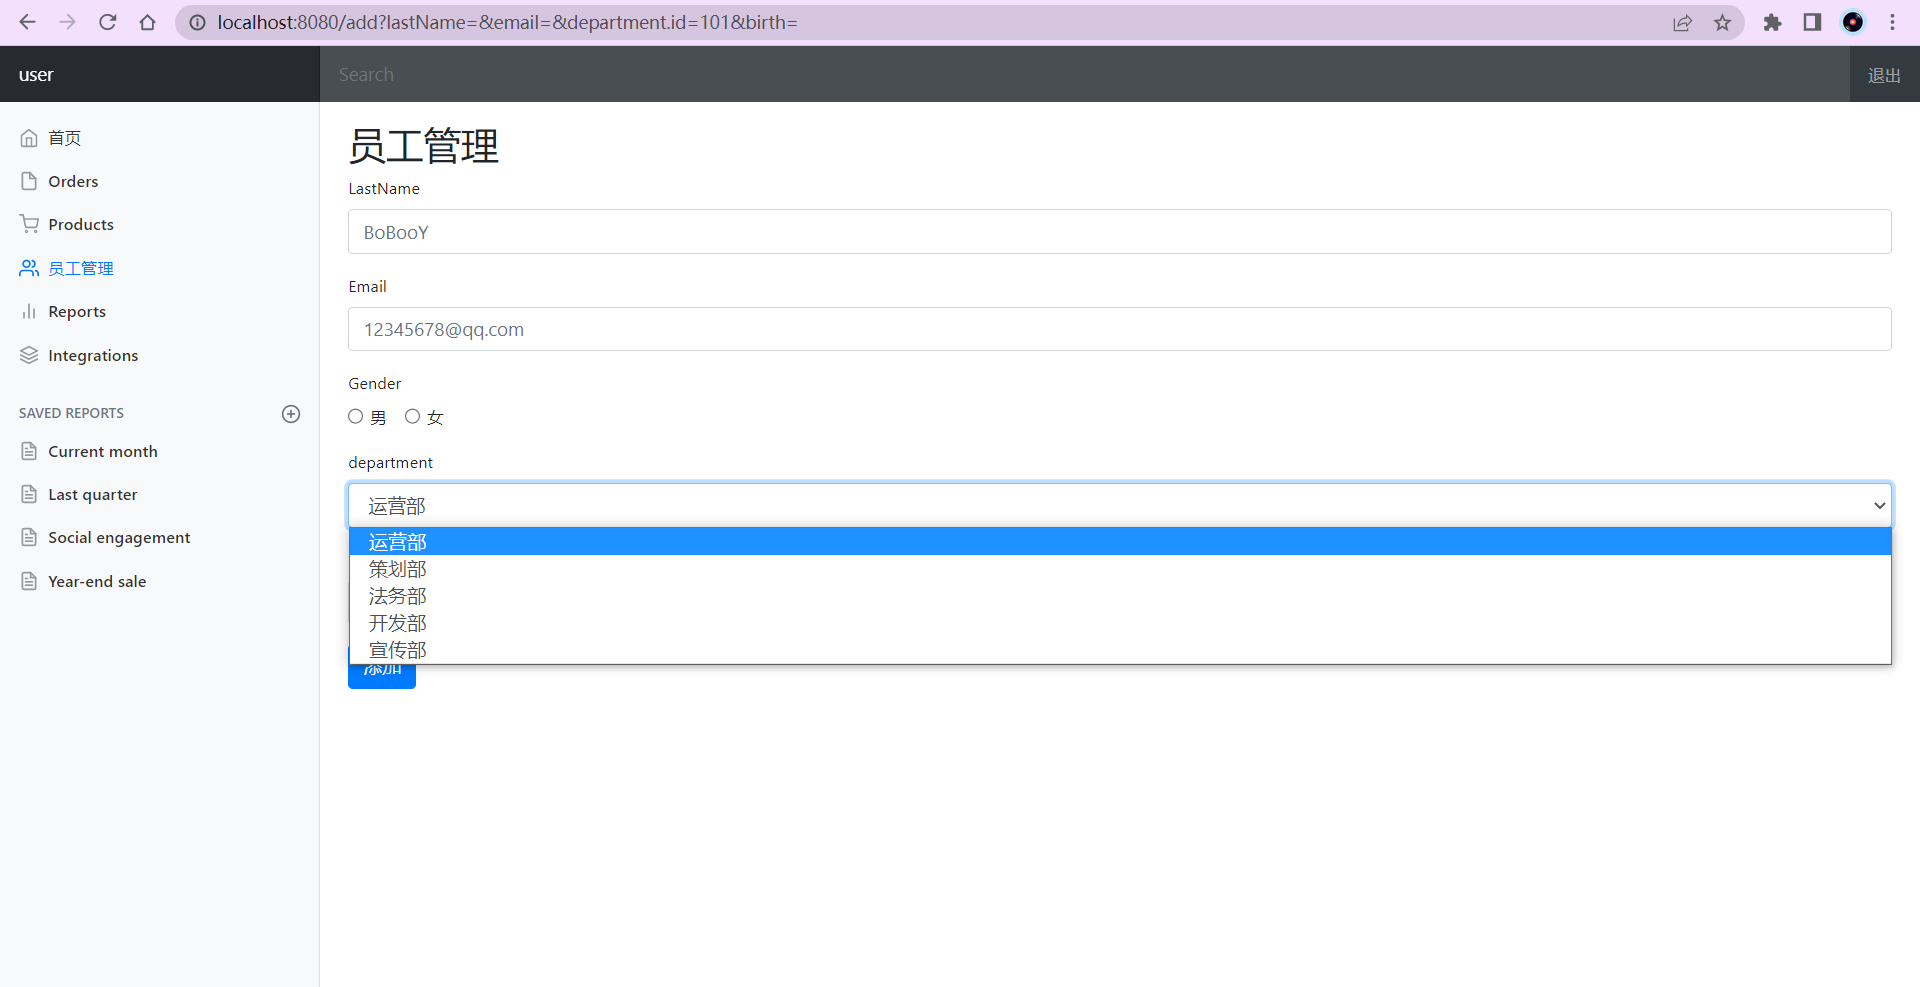 localhost:8080/add?lastName=&email=&department.id=101&birth=
user
Search
退出
首页
Orders
Products
员工管理
Reports
Integrations
SAVED REPORTS
Current month
Last quarter
Social engagement
Year-end sale
员工管理
LastName
BoBooY
Email
12345678@qq.com
Gender
男 女
department
运营部
运营部
策划部
法务部
开发部
宣传部
添加